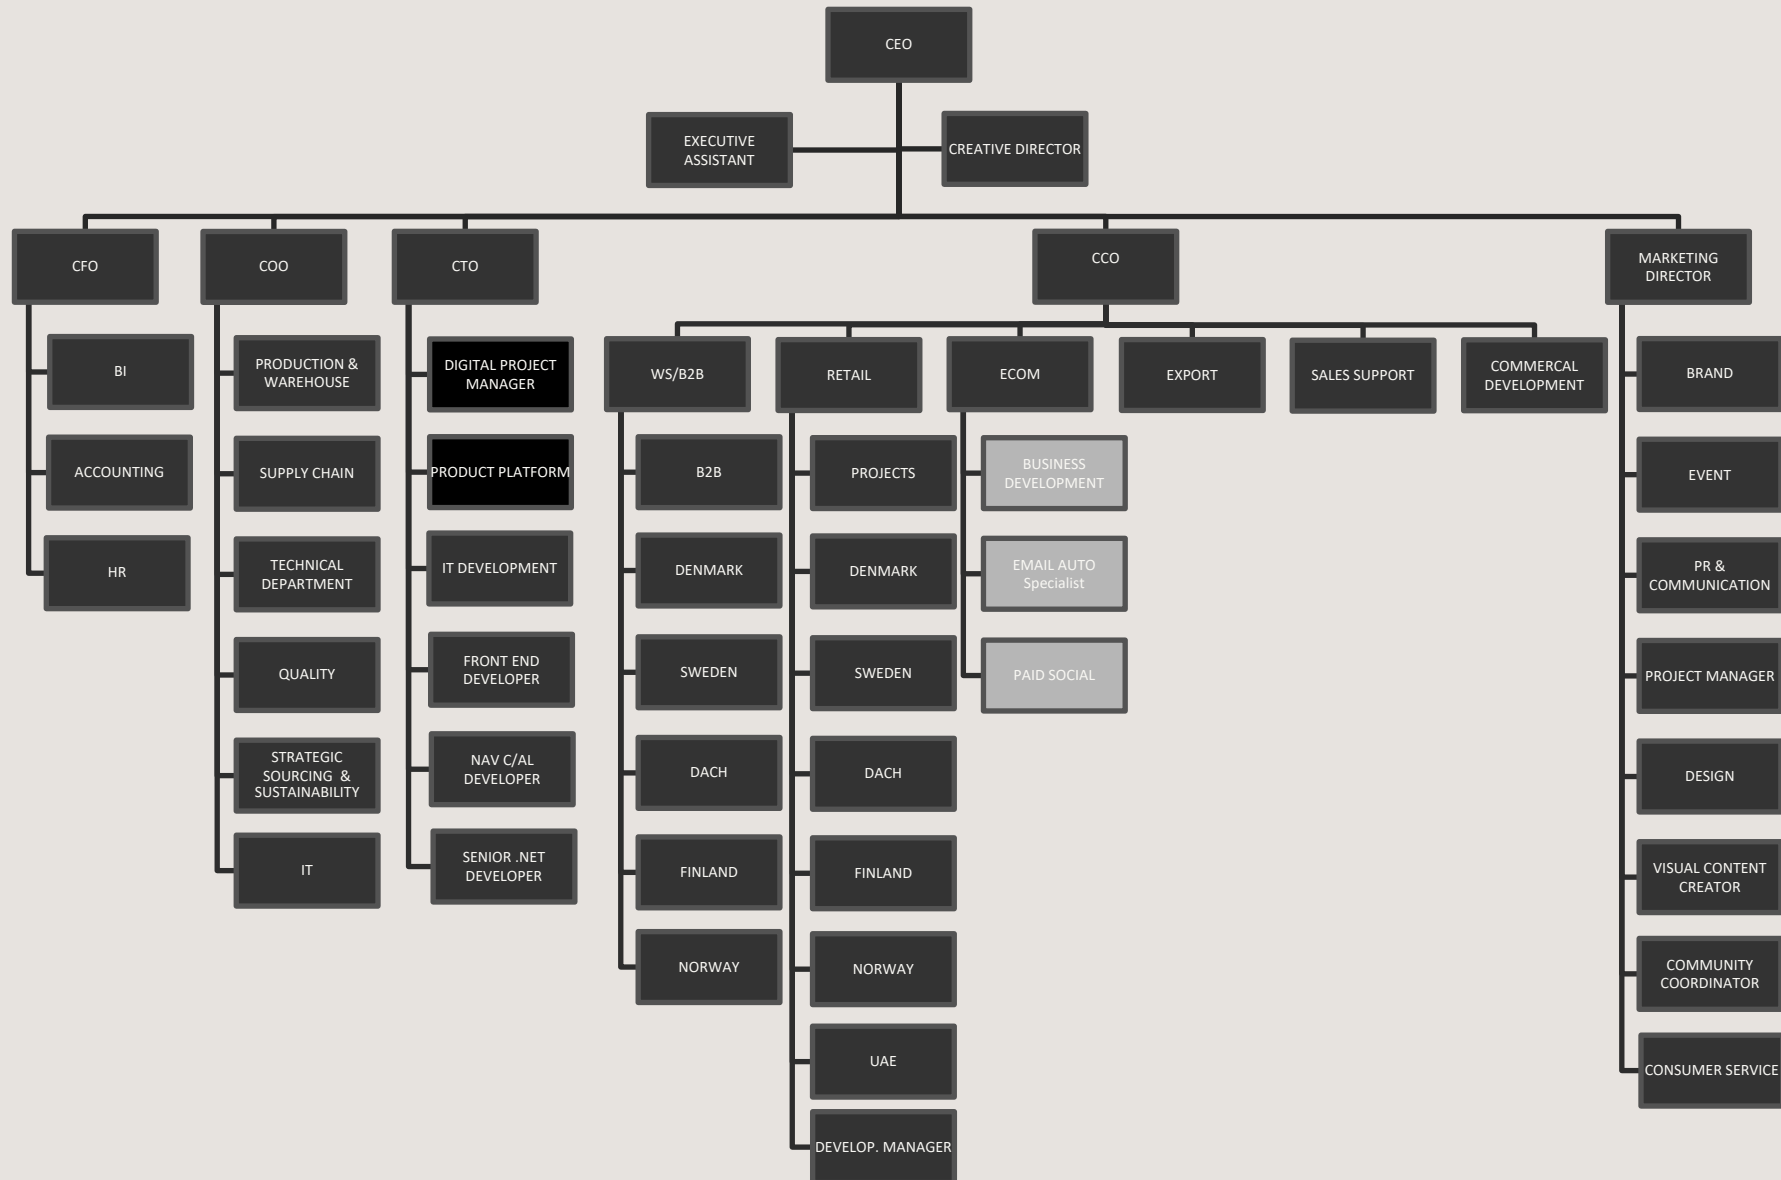 CEO
EXECUTIVE
ASSISTANT
CREATIVE DIRECTOR
CFO
COO
CTO
CCO
MARKETING
DIRECTOR
BI
ACCOUNTING
HR
PRODUCTION &
WAREHOUSE
SUPPLY CHAIN
TECHNICAL
DEPARTMENT
QUALITY
STRATEGIC
SOURCING &
SUSTAINABILITY
IT
DIGITAL PROJECT
MANAGER
PRODUCT PLATFORM
IT DEVELOPMENT
FRONT END
DEVELOPER
NAV C/AL
DEVELOPER
SENIOR .NET
DEVELOPER
WS/B2B
B2B
DENMARK
SWEDEN
DACH
FINLAND
NORWAY
RETAIL
PROJECTS
DENMARK
SWEDEN
DACH
FINLAND
NORWAY
UAE
DEVELOP. MANAGER
ECOM
BUSINESS
DEVELOPMENT
EMAIL AUTO
Specialist
PAID SOCIAL
EXPORT
SALES SUPPORT
COMMERCAL
DEVELOPMENT
BRAND
EVENT
PR &
COMMUNICATION
PROJECT MANAGER
DESIGN
VISUAL CONTENT
CREATOR
COMMUNITY
COORDINATOR
CONSUMER SERVICE